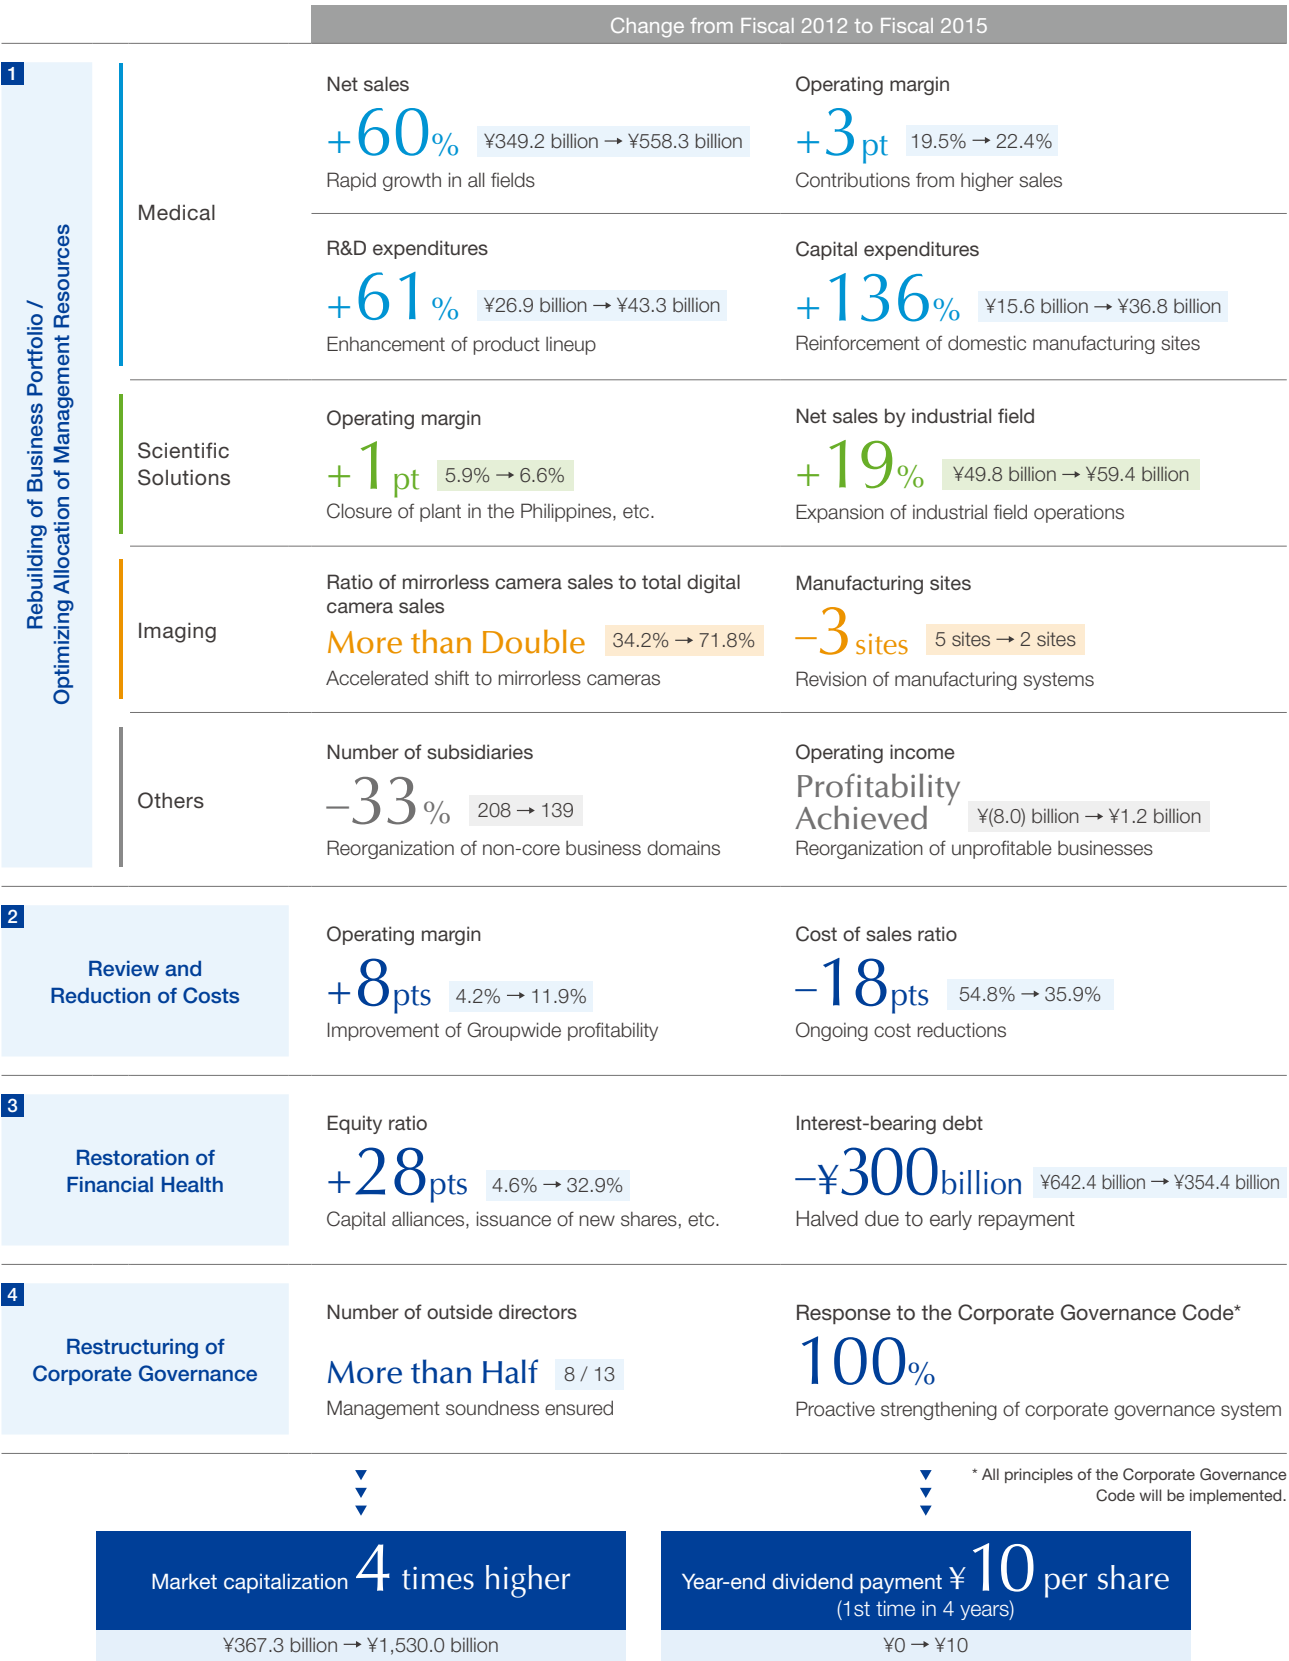 Change from Fiscal 2012 to Fiscal 2015
1
Rebuilding of Business Portfolio /
Optimizing Allocation of Management Resources
Medical
Net sales
+60% ¥349.2 billion → ¥558.3 billion
Rapid growth in all fields
Operating margin
+3pt 19.5% → 22.4%
Contributions from higher sales
R&D expenditures
+61% ¥26.9 billion → ¥43.3 billion
Enhancement of product lineup
Capital expenditures
+136% ¥15.6 billion → ¥36.8 billion
Reinforcement of domestic manufacturing sites
Scientific
Solutions
Operating margin
+1pt 5.9% → 6.6%
Closure of plant in the Philippines, etc.
Net sales by industrial field
+19% ¥49.8 billion → ¥59.4 billion
Expansion of industrial field operations
Imaging
Ratio of mirrorless camera sales to total digital
camera sales
More than Double 34.2% → 71.8%
Accelerated shift to mirrorless cameras
Manufacturing sites
–3 sites 5 sites → 2 sites
Revision of manufacturing systems
Others
Number of subsidiaries
–33% 208 → 139
Reorganization of non-core business domains
Operating income
Profitability
Achieved ¥(8.0) billion → ¥1.2 billion
Reorganization of unprofitable businesses
2
Review and
Reduction of Costs
Operating margin
+8pts 4.2% → 11.9%
Improvement of Groupwide profitability
Cost of sales ratio
–18pts 54.8% → 35.9%
Ongoing cost reductions
3
Restoration of
Financial Health
Equity ratio
+28pts 4.6% → 32.9%
Capital alliances, issuance of new shares, etc.
Interest-bearing debt
–¥300billion ¥642.4 billion → ¥354.4 billion
Halved due to early repayment
4
Restructuring of
Corporate Governance
Number of outside directors
More than Half 8 / 13
Management soundness ensured
Response to the Corporate Governance Code*
100%
Proactive strengthening of corporate governance system
* All principles of the Corporate Governance
Code will be implemented.
Market capitalization 4 times higher
¥367.3 billion → ¥1,530.0 billion
Year-end dividend payment ¥10 per share
(1st time in 4 years)
¥0 → ¥10